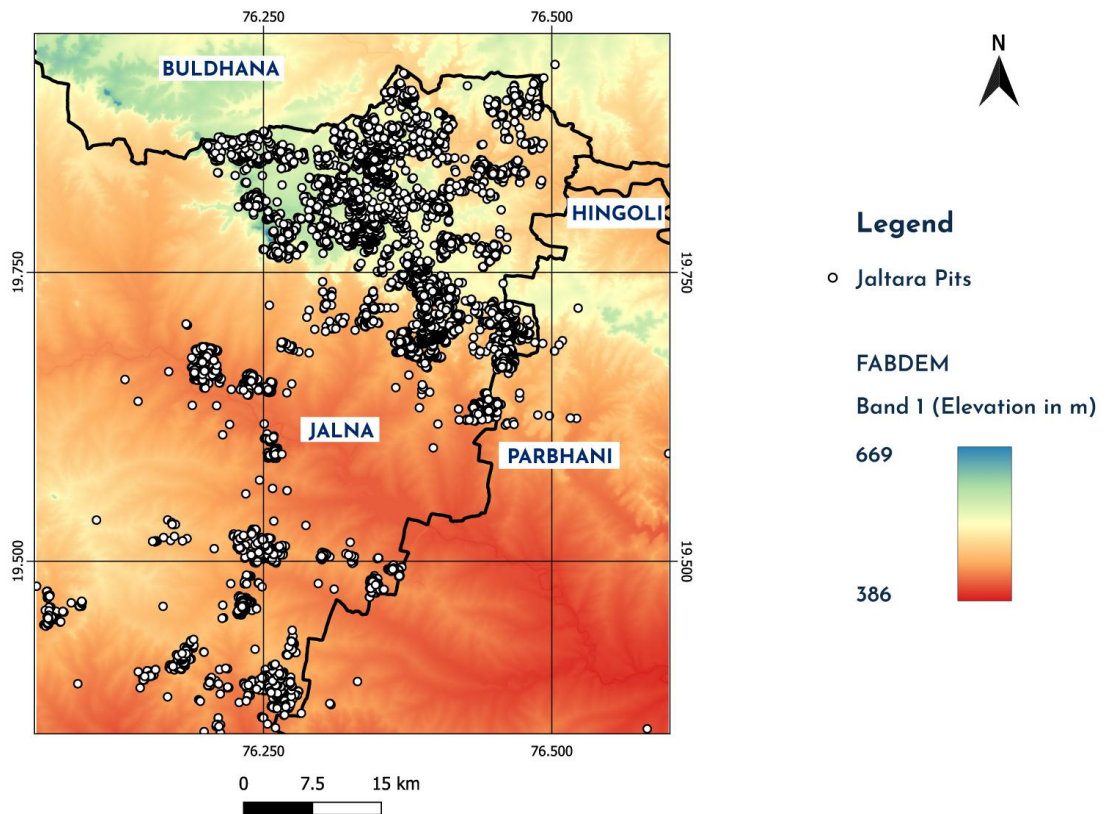 76.250 76.500
BULDHANA
N
HINGOLI
Legend
Jaltara Pits
19.750 19.750
FABDEM
Band 1 (Elevation in m)
JALNA
669
PARBHANI
19.500 19.500
386
76.250 76.500
0 7.5 15 km